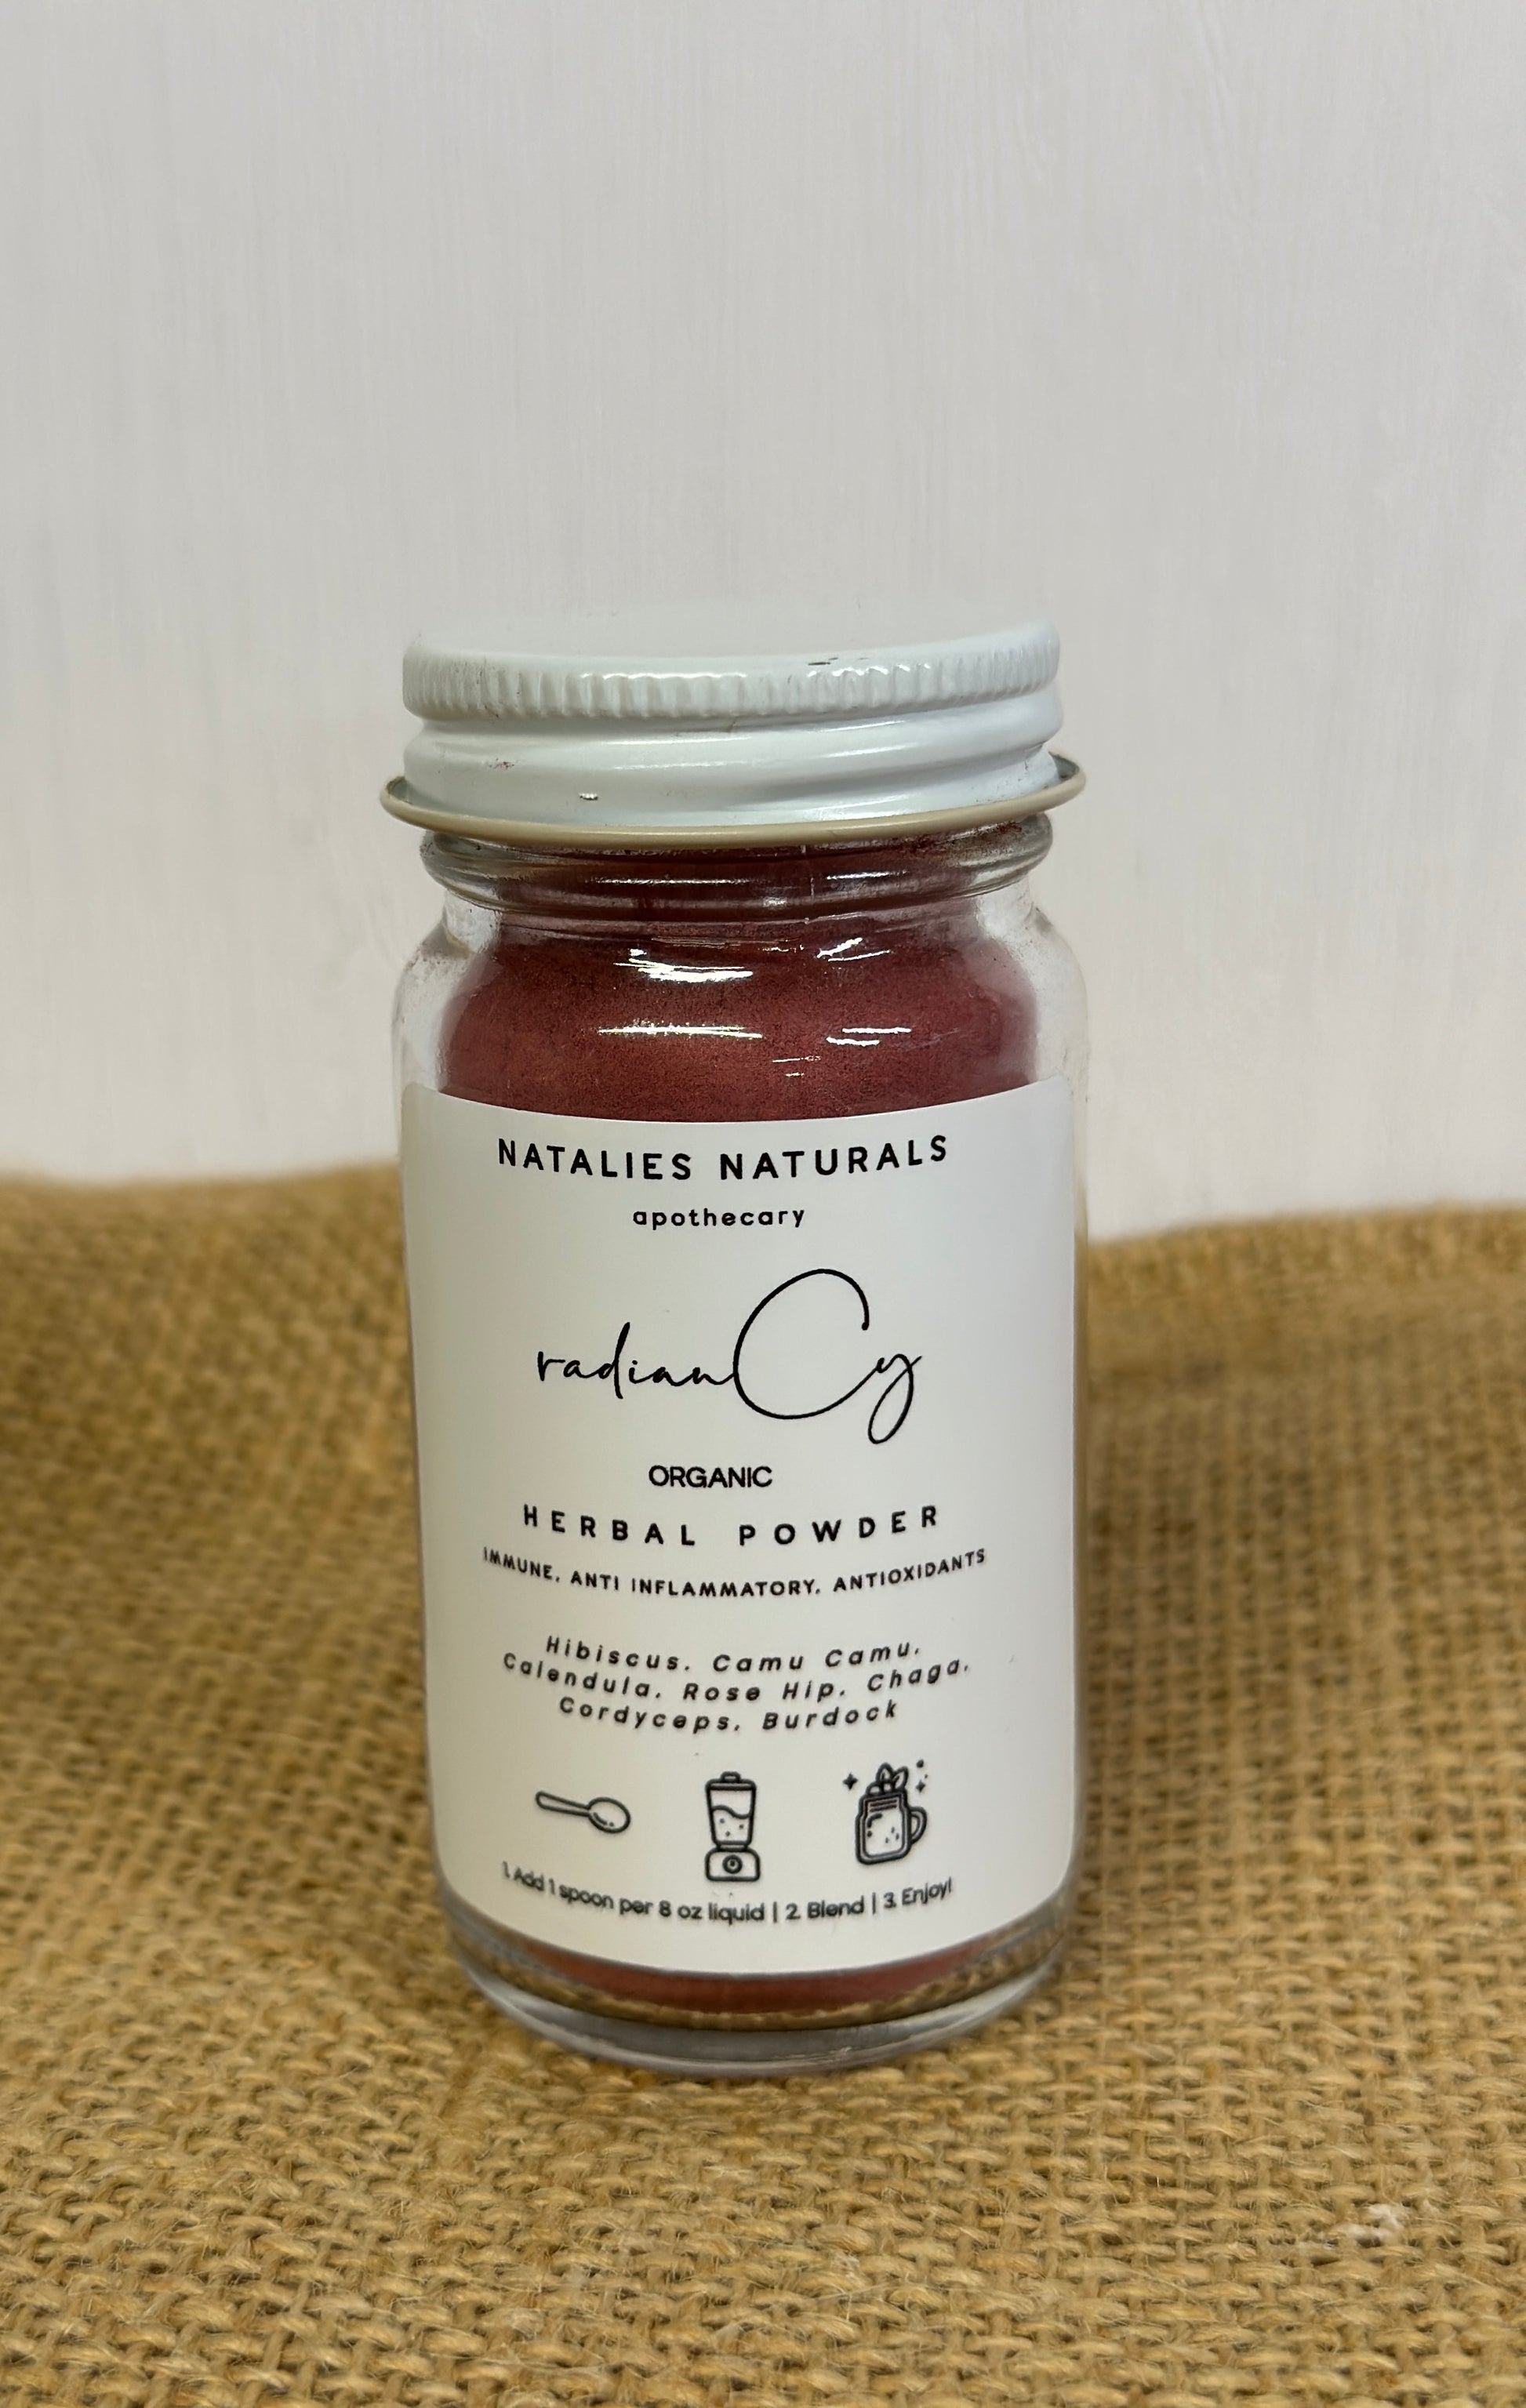 NATALIES NATURALS
apothecary
radianCy
ORGANIC
HERBAL POWDER
IMMUNE, ANTI INFLAMMATORY, ANTIOXIDANTS
Hibiscus, Camu Camu,
Calendula, Rose Hip, Chaga,
Cordyceps, Burdock
1. Add 1 spoon per 8 oz liquid | 2. Blend | 3. Enjoy!